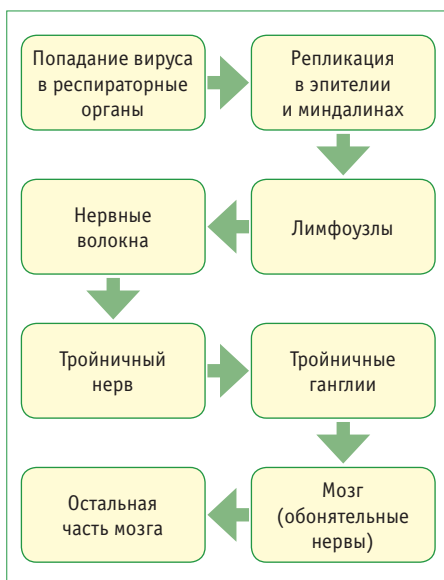 Попадание вируса
в респираторные
органы
Репликация
в эпителии
и миндалинах
Лимфоузлы
Нервные
волокна
Тройничный
нерв
Тройничные
ганглии
Мозг
(обонятельные
нервы)
Остальная
часть мозга